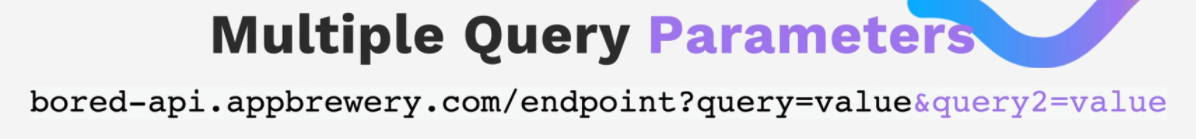 Multiple Query Parameters
bored-api.appbrewery.com/endpoint?query=value&query2=value